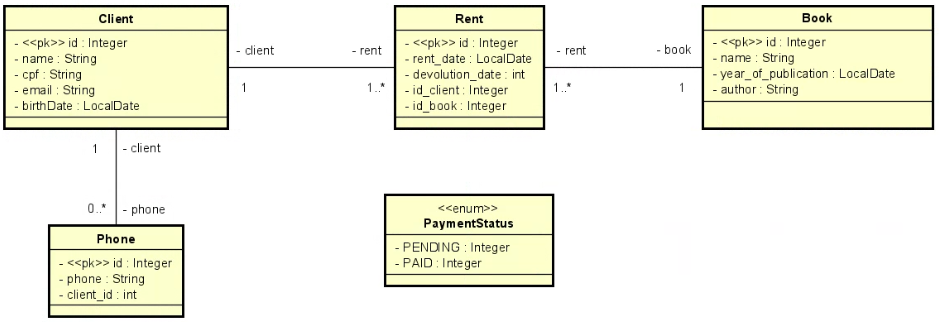 Client
- <<pk>> id : Integer
- name : String
- cpf : String
- email : String
- birthDate : LocalDate
- client
1
- rent
1..*
Rent
- <<pk>> id : Integer
- rent_date : LocalDate
- devolution_date : int
- id_client : Integer
- id_book : Integer
- rent
1..*
- book
1
Book
- <<pk>> id : Integer
- name : String
- year_of_publication : LocalDate
- author : String
1
- client
0..*
- phone
Phone
- <<pk>> id : Integer
- phone : String
- client_id : int
<<enum>>
PaymentStatus
- PENDING : Integer
- PAID : Integer